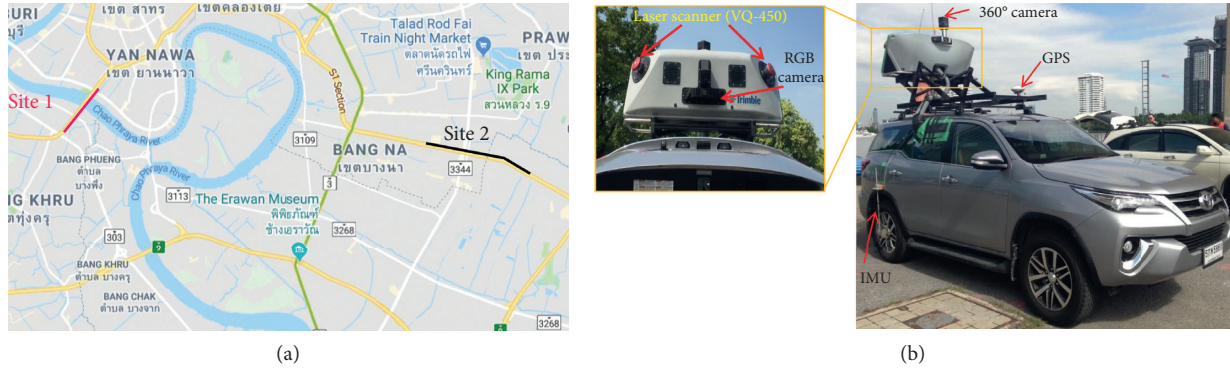 BURI
บุรี
สาทร
เขตคลองเตย
YAN NAWA
เขต ยานนาวา
Talad Rod Fai
Train Night Market
ตลาดนัดรถไฟ
ศรีนครินทร์
PRAW
เขต ประ
King Rama
IX Park
สวนหลวง ร.9
Site 1
Chao Phraya River
S1 Section
Site 2
BANG PHUENG
ตำบล
บางพึ่ง
Chao Phraya River
3109
BANG NA
เขตบางนา
3344
3
G KHRU
ตทุ่งครุ
3113
The Erawan Museum
พิพิธภัณฑ์
ช้างเอราวัณ
3268
303
9
BANG KHRU
ตำบล บางครุ
BANG CHAK
ตำบล บางจาก
9
3268
(a)
Laser scanner (VQ-450)
RGB
camera
Trimble
360° camera
GPS
IMU
(b)